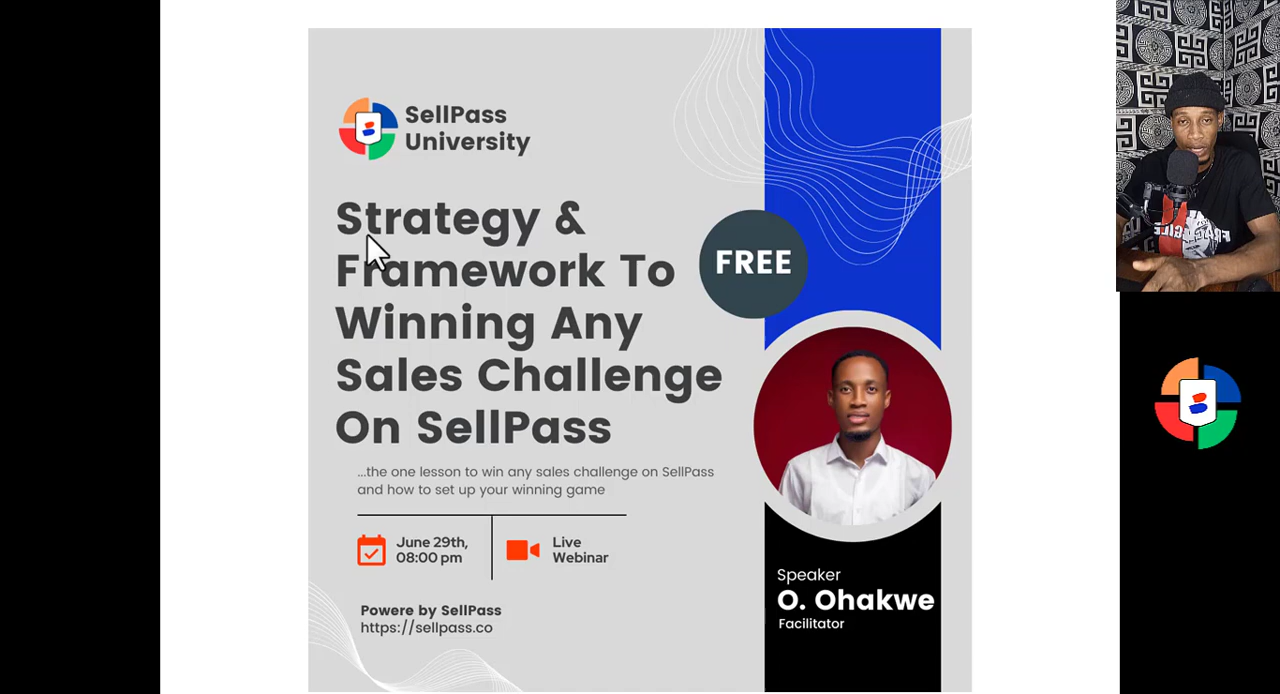 SellPass
University
Strategy &
Framework To
Winning Any
Sales Challenge
On SellPass
FREE
...the one lesson to win any sales challenge on SellPass
and how to set up your winning game
June 29th,
08:00 pm
Live
Webinar
Powere by SellPass
https://sellpass.co
Speaker
O. Ohakwe
Facilitator